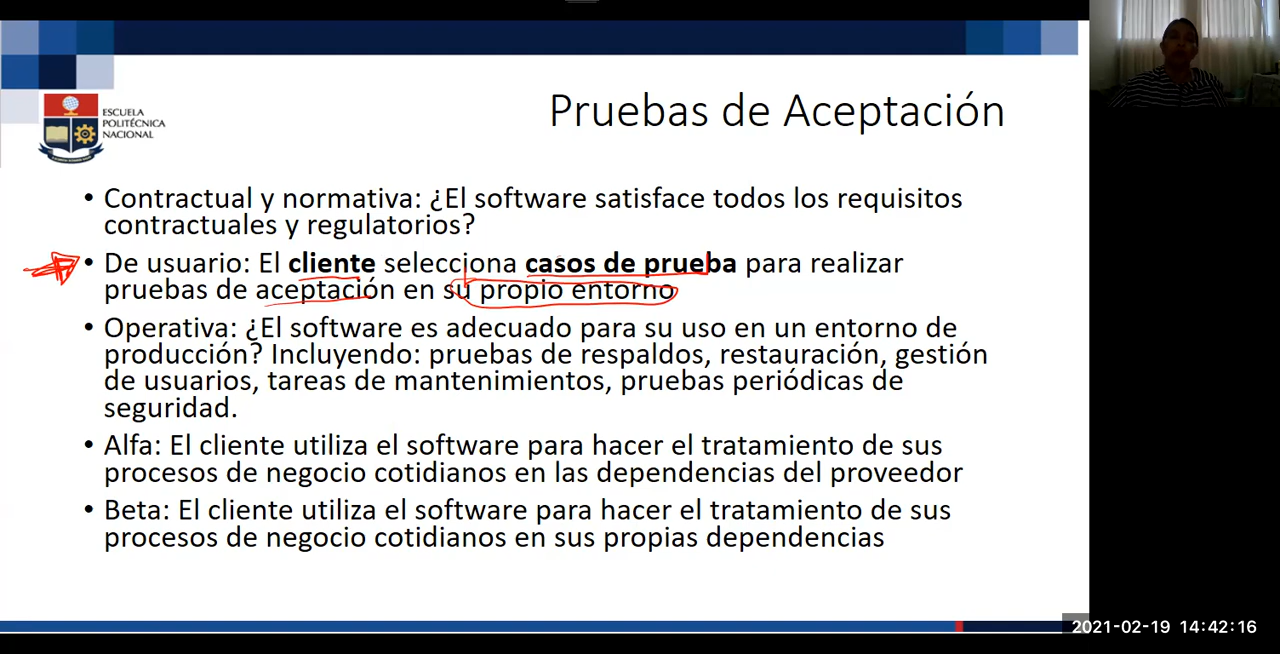 ESCUELA
POLITÉCNICA
NACIONAL
Pruebas de Aceptación
• Contractual y normativa: ¿El software satisface todos los requisitos
contractuales y regulatorios?
• De usuario: El cliente selecciona casos de prueba para realizar
pruebas de aceptación en su propio entorno
• Operativa: ¿El software es adecuado para su uso en un entorno de
producción? Incluyendo: pruebas de respaldos, restauración, gestión
de usuarios, tareas de mantenimientos, pruebas periódicas de
seguridad.
• Alfa: El cliente utiliza el software para hacer el tratamiento de sus
procesos de negocio cotidianos en las dependencias del proveedor
• Beta: El cliente utiliza el software para hacer el tratamiento de sus
procesos de negocio cotidianos en sus propias dependencias
2021-02-19 14:42:16